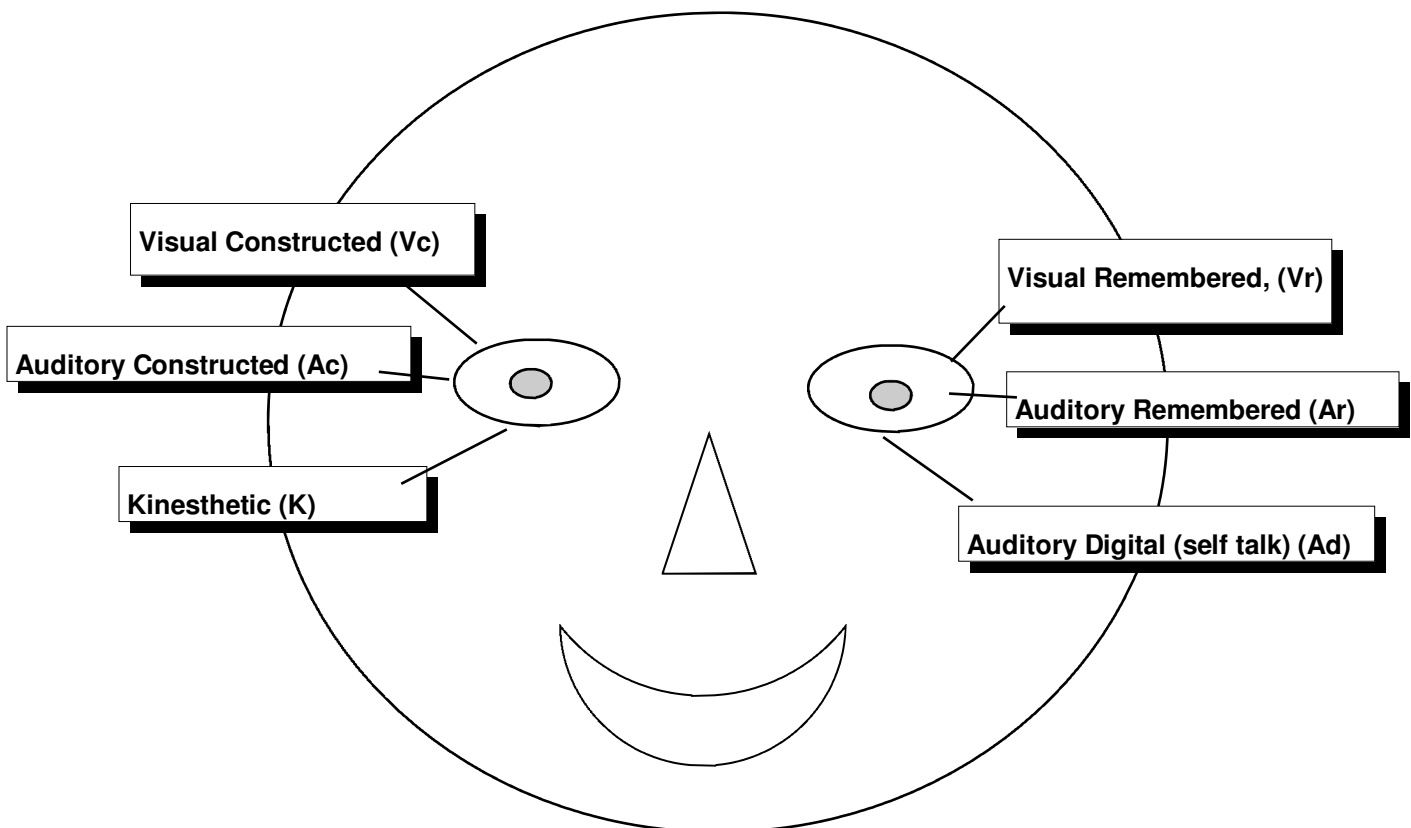 Visual Constructed (Vc)
Auditory Constructed (Ac)
Kinesthetic (K)
Visual Remembered, (Vr)
Auditory Remembered (Ar)
Auditory Digital (self talk) (Ad)